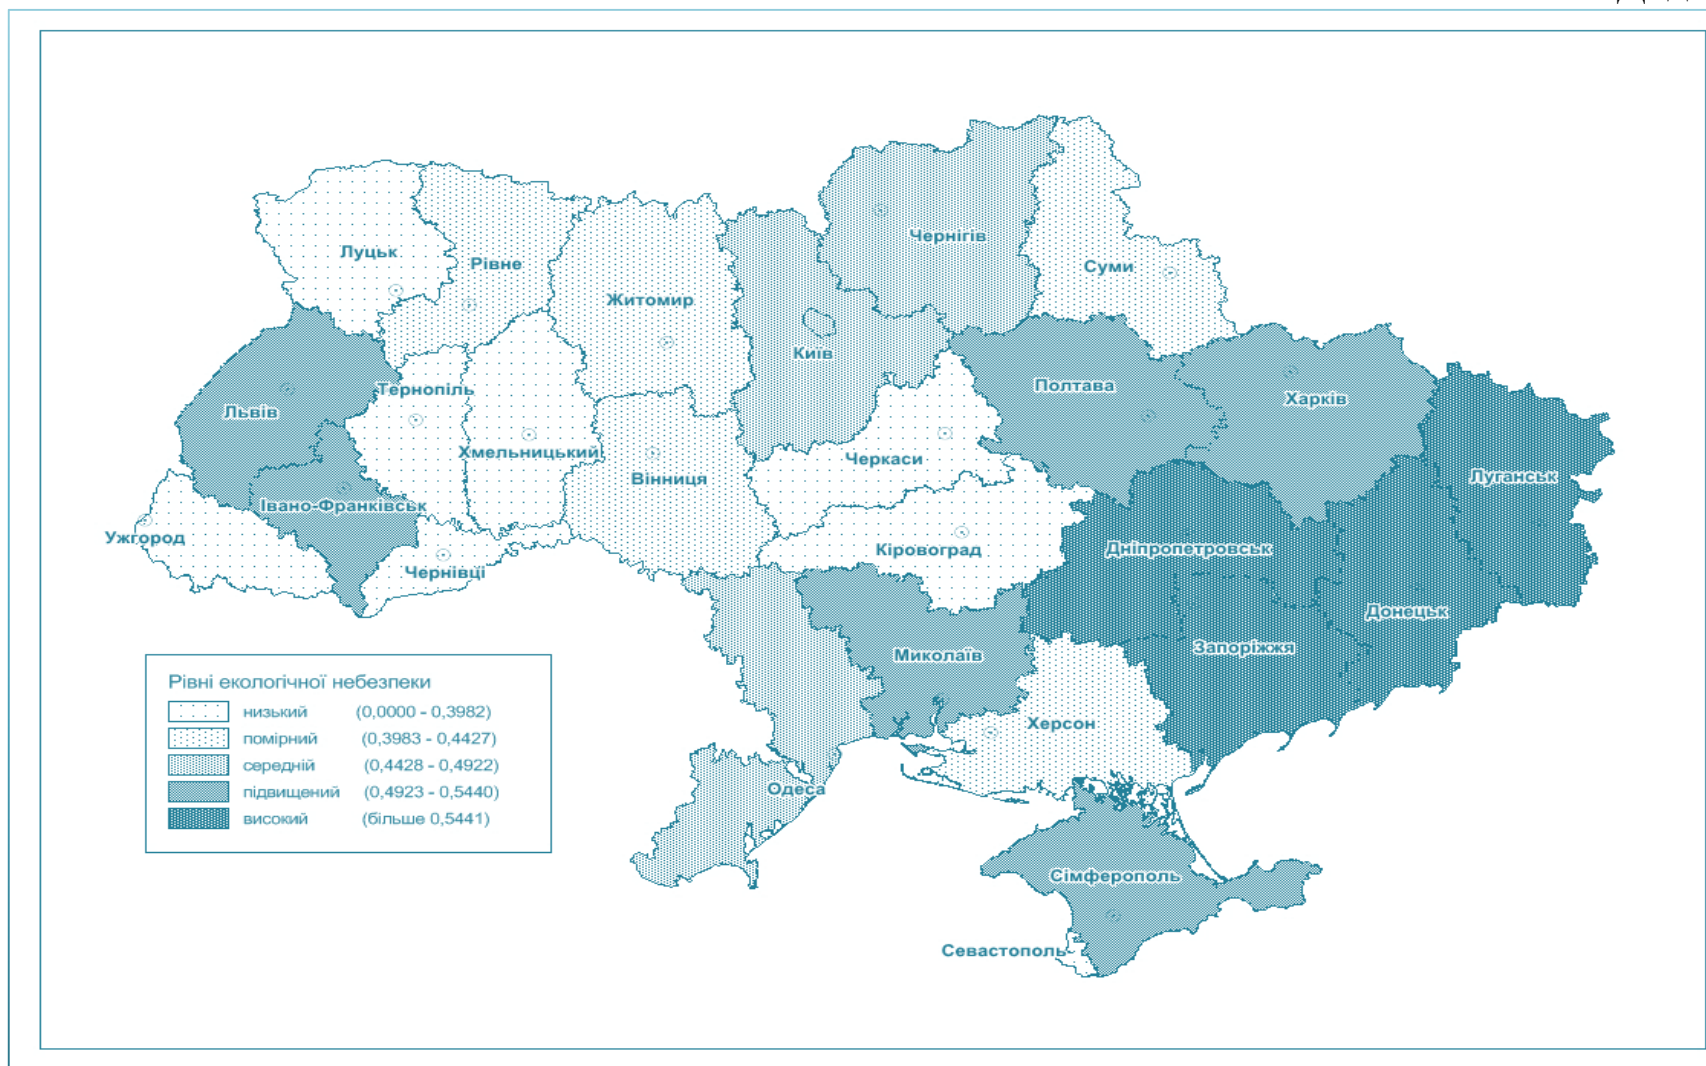 Чернігів
Луцьк
Рівне
Суми
Житомир
Київ
Тернопіль
Полтава
Харків
Львів
Хмельницький
Черкаси
Вінниця
Луганськ
Івано-Франківськ
Ужгород
Чернівці
Кіровоград
Дніпропетровськ
Донецьк
Миколаїв
Запоріжжя
Херсон
Одеса
Сімферополь
Севастополь
Рівні екологічної небезпеки
низький (0,0000 - 0,3982)
помірний (0,3983 - 0,4427)
середній (0,4428 - 0,4922)
підвищений (0,4923 - 0,5440)
високий (більше 0,5441)